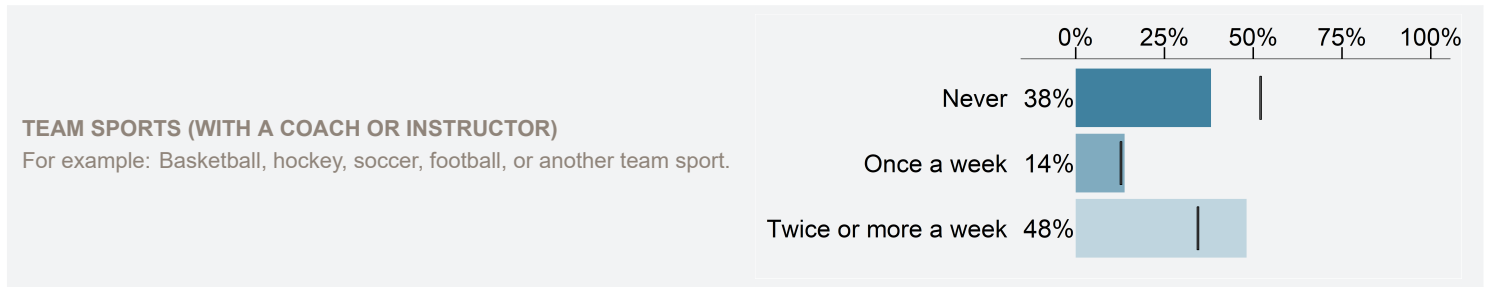 TEAM SPORTS (WITH A COACH OR INSTRUCTOR)
For example: Basketball, hockey, soccer, football, or another team sport.
0% 25% 50% 75% 100%
Never 38%
Once a week 14%
Twice or more a week 48%